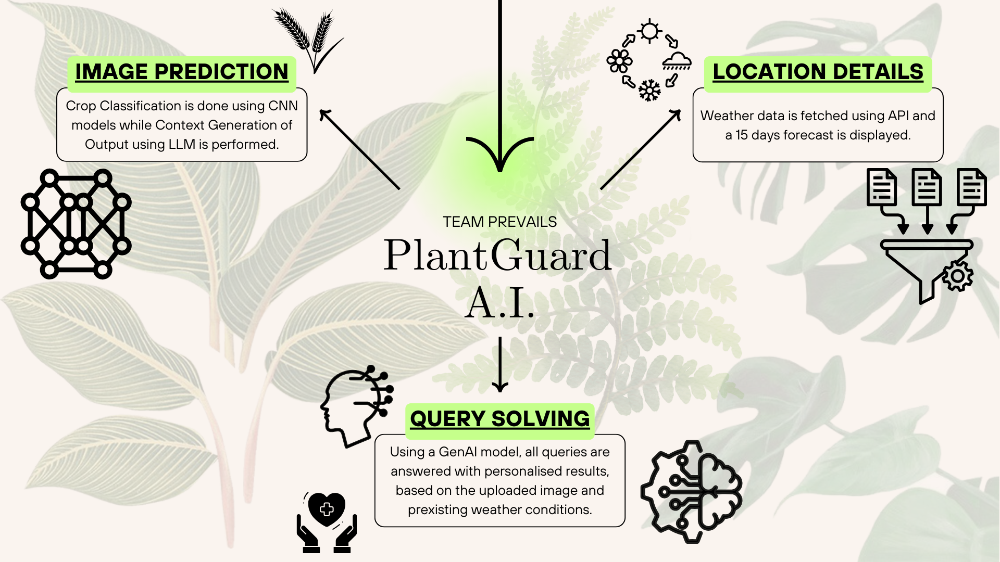 IMAGE PREDICTION
Crop Classification is done using CNN
models while Context Generation of
Output using LLM is performed.
LOCATION DETAILS
Weather data is fetched using API and
a 15 days forecast is displayed.
TEAM PREVAILS
PlantGuard
A.I.
QUERY SOLVING
Using a GenAI model, all queries are
answered with personalised results,
based on the uploaded image and
prexisting weather conditions.